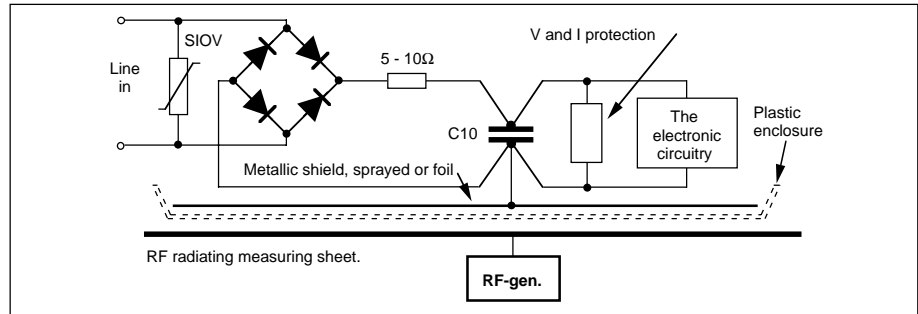 SIOV
V and I protection
5 - 10Ω
Line
in
C10
The
electronic
circuitry
Plastic
enclosure
Metallic shield, sprayed or foil
RF radiating measuring sheet.
RF-gen.